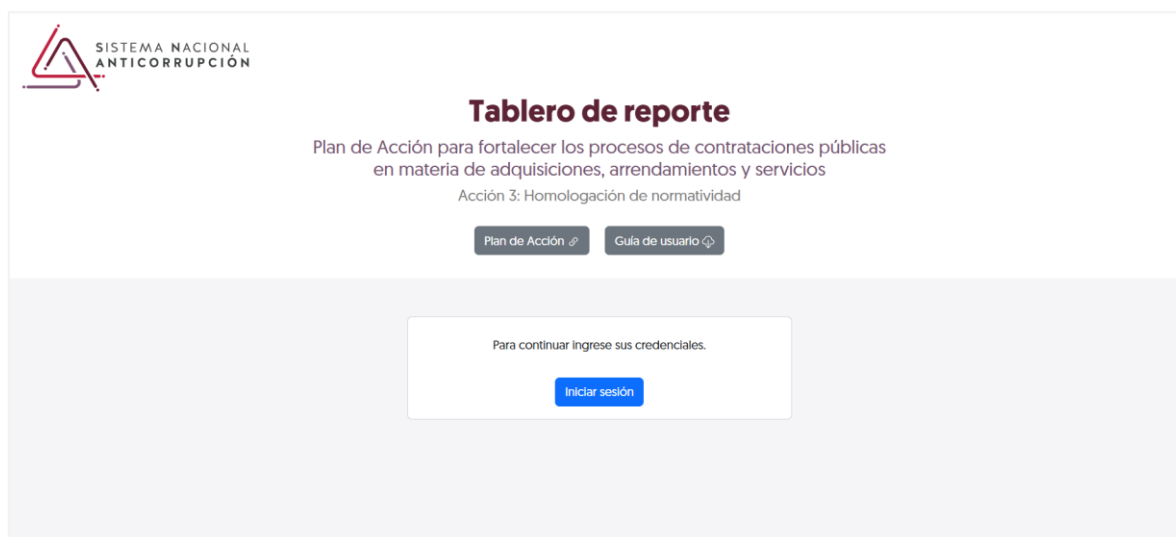 SISTEMA NACIONAL
ANTICORRUPCIÓN
Tablero de reporte
Plan de Acción para fortalecer los procesos de contrataciones públicas
en materia de adquisiciones, arrendamientos y servicios
Acción 3: Homologación de normatividad
Plan de Acción
Guía de usuario
Para continuar ingrese sus credenciales.
Iniciar sesión